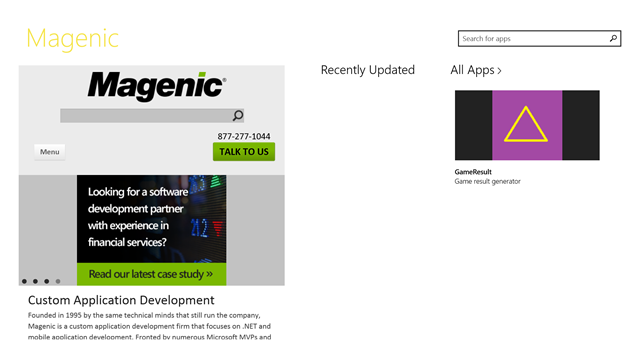 Magenic
Search for apps
Magenic®
877-277-1044
Menu
TALK TO US
Looking for a software
development partner
with experience in
financial services?
Read our latest case study »
Custom Application Development
Founded in 1995 by the same technical minds that still run the company,
Magenic is a custom application development firm that focuses on .NET and
mobile application development. Fronted by numerous Microsoft MVPs and
Recently Updated
All Apps >
GameResult
Game result generator